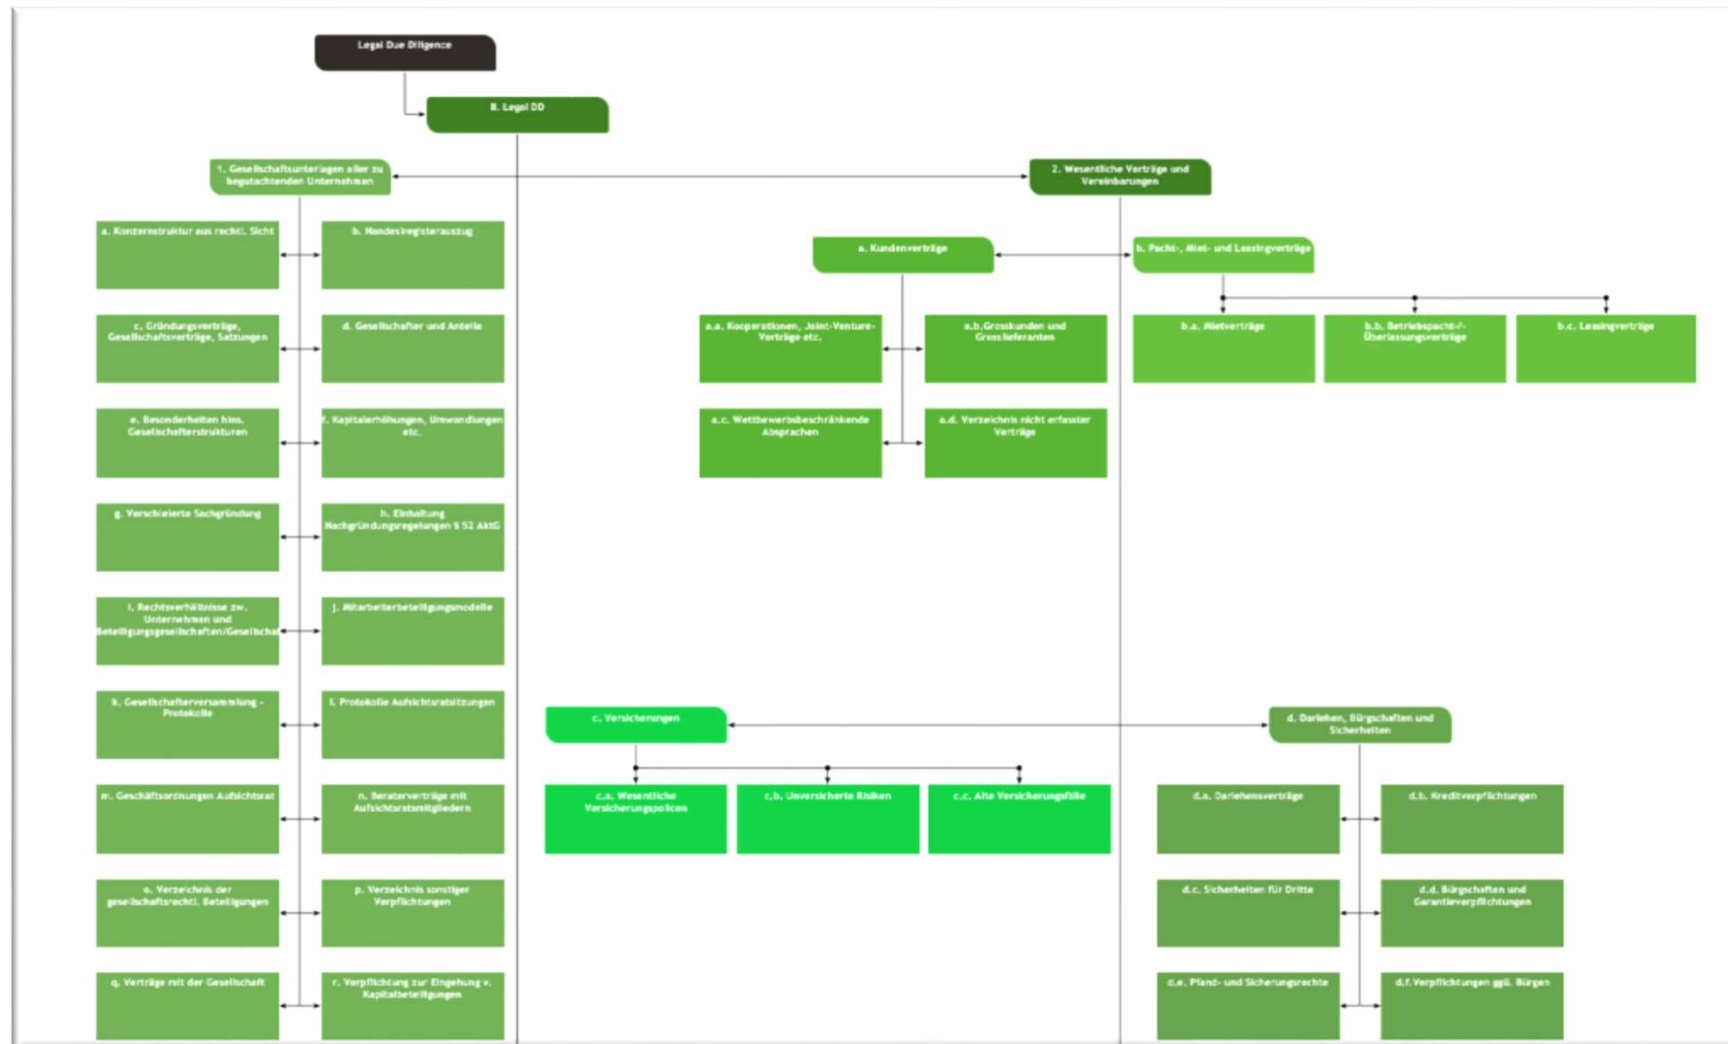 Legal Due Diligence
B. Legal DD
1. Gesellschaftsunterlagen aller zu
begutachtenden Unternehmen
2. Wesentliche Verträge und
Vereinbarungen
a. Konzernstruktur aus rechtl. Sicht
b. Handeslregisterauszug
c. Gründungsverträge,
Gesellschaftsverträge, Satzungen
d. Gesellschafter und Anteile
e. Besonderheiten hins.
Gesellschafterstrukturen
f. Kapitalerhöhungen, Umwandlungen
etc.
g. Verschleierte Sachgründung
h. Einhaltung
Nachgründungsregelungen § 52 AktG
i. Rechtsverhältnisse zw.
Unternehmen und
Beteiligungsgesellschaften/Gesellschaf
j. Mitarbeiterbeteiligungsmodelle
k. Gesellschafterversammlung -
Protokolle
l. Protokolle Aufsichtsratsitzungen
m. Geschäftsordnungen Aufsichtsrat
n. Beraterverträge mit
Aufsichtsratsmitgliedern
o. Verzeichnis der
gesellschaftsrechtl. Beteiligungen
p. Verzeichnis sonstiger
Verpflichtungen
q. Verträge mit der Gesellschaft
r. Verpflichtung zur Eingehung v.
Kapitalbeteiligungen
a. Kundenverträge
b. Pacht-, Miet- und Leasingverträge
a.a. Kooperationen, Joint-Venture-
Verträge etc.
a.b.Grosskunden und
Grosslieferanten
a.c. Wettbewerbsbeschränkende
Absprachen
a.d. Verzeichnis nicht erfasster
Verträge
b.a. Mietverträge
b.b. Betriebspacht-/-
Überlassungsverträge
b.c. Leasingverträge
c. Versicherungen
d. Darlehen, Bürgschaften und
Sicherheiten
c.a. Wesentliche
Versicherungspolicen
c.b. Unversicherte Risiken
c.c. Alte Versicherungsfälle
d.a. Darlehensverträge
d.b. Kreditverpflichtungen
d.c. Sicherheiten für Dritte
d.d. Bürgschaften und
Garantieverpflichtungen
d.e. Pfand- und Sicherungsrechte
d.f.Verpflichtungen ggü. Bürgen